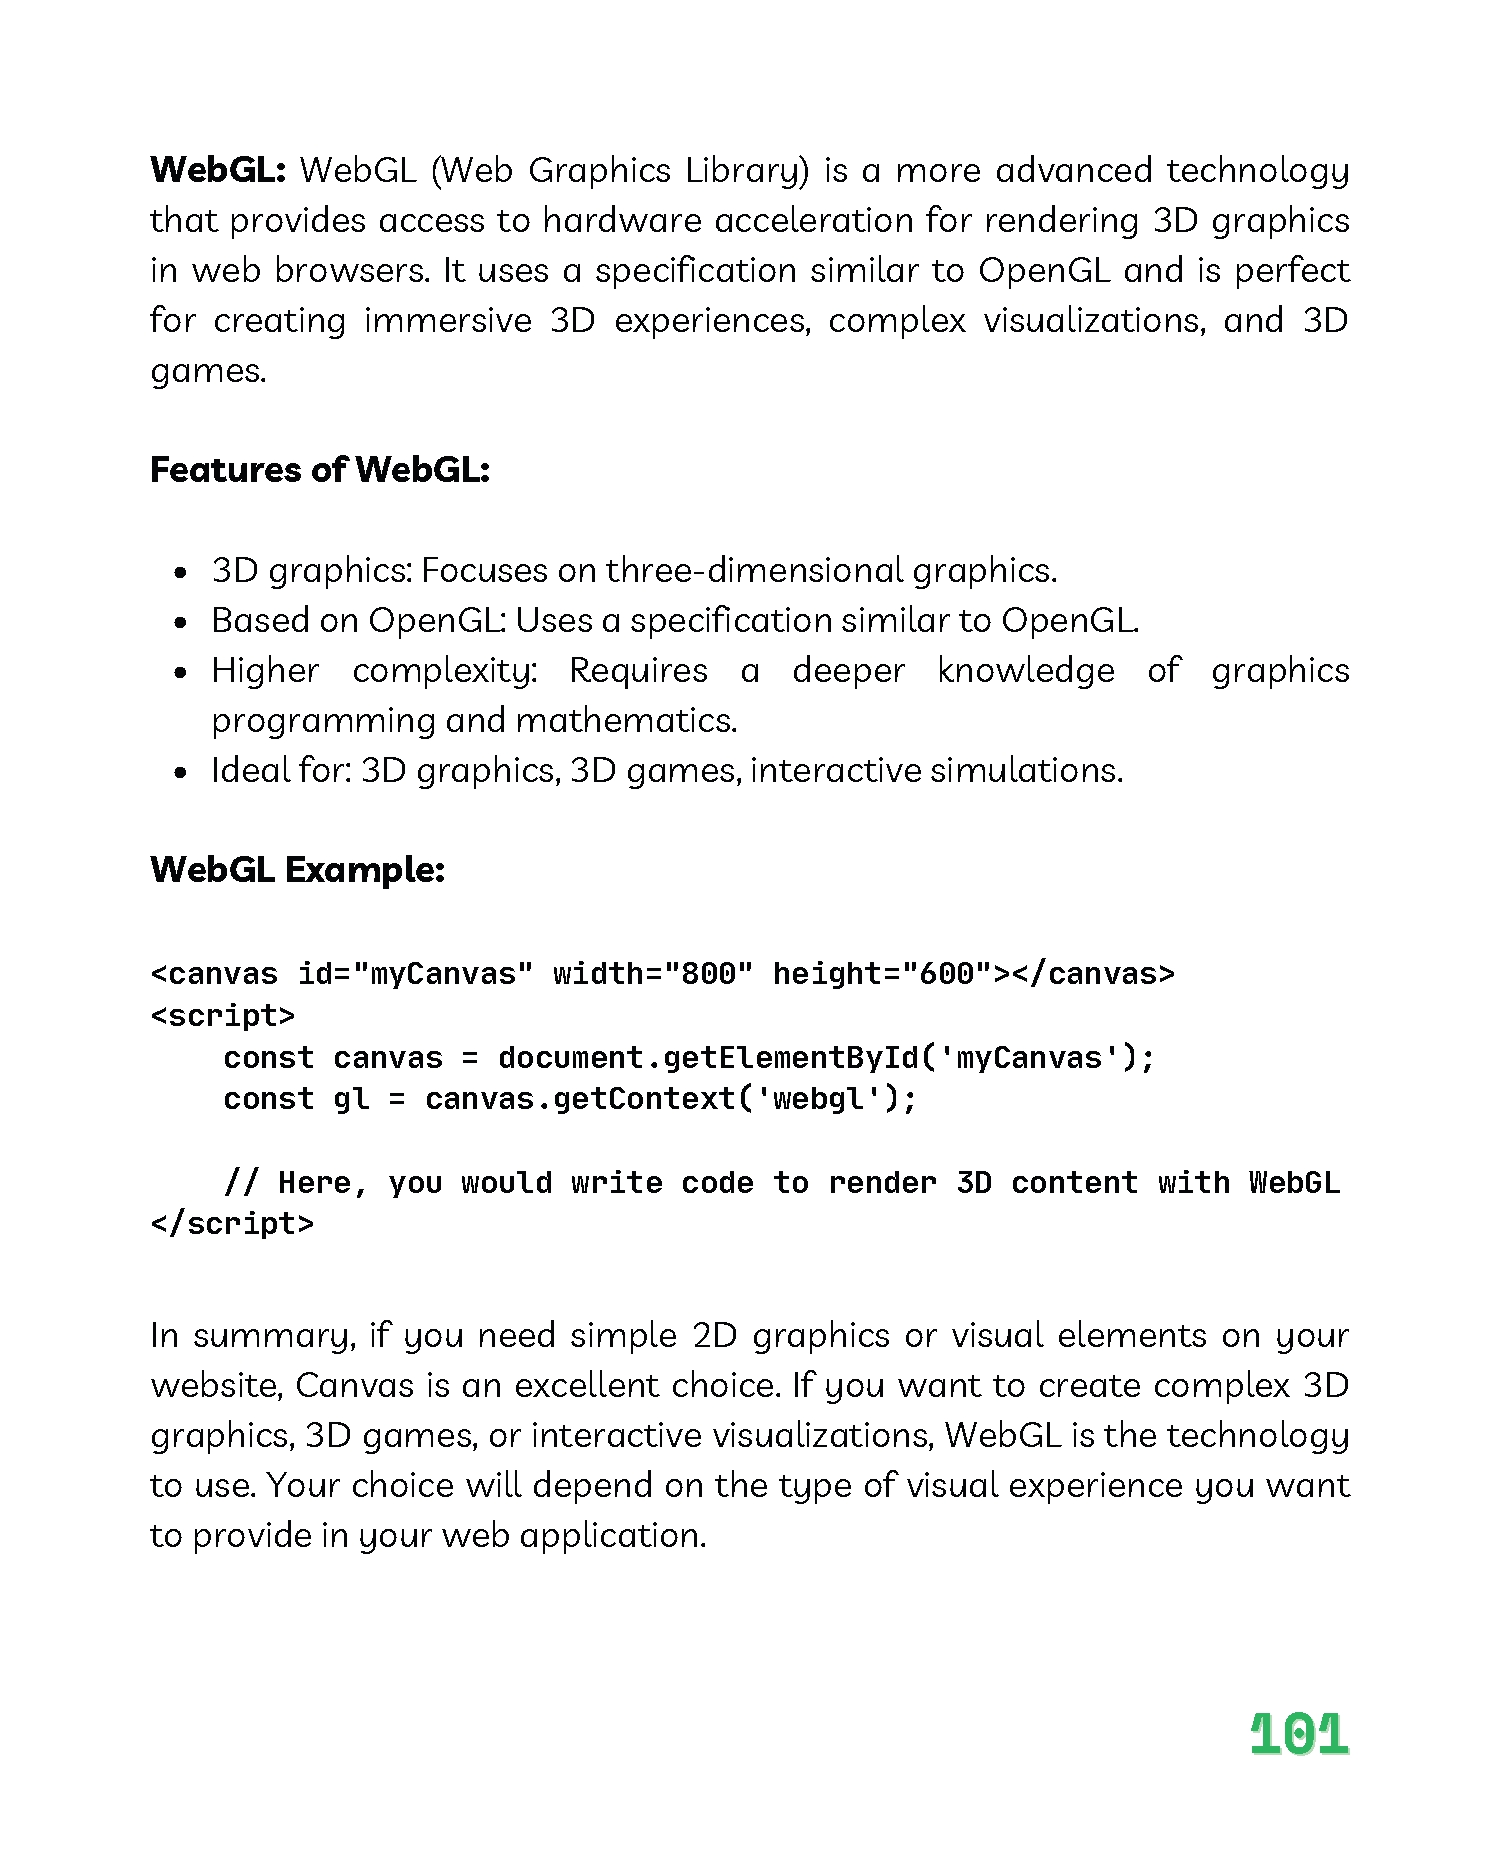 WebGL: WebGL (Web Graphics Library) is a more advanced technology
that provides access to hardware acceleration for rendering 3D graphics
in web browsers. It uses a specification similar to OpenGL and is perfect
for creating immersive 3D experiences, complex visualizations, and 3D
games.
Features of WebGL:
• 3D graphics: Focuses on three-dimensional graphics.
• Based on OpenGL: Uses a specification similar to OpenGL.
• Higher complexity: Requires a deeper knowledge of graphics
programming and mathematics.
• Ideal for: 3D graphics, 3D games, interactive simulations.
WebGL Example:
<canvas id="myCanvas" width="800" height="600"></canvas>
<script>
    const canvas = document.getElementById('myCanvas');
    const gl = canvas.getContext('webgl');
    // Here, you would write code to render 3D content with WebGL
</script>
In summary, if you need simple 2D graphics or visual elements on your
website, Canvas is an excellent choice. If you want to create complex 3D
graphics, 3D games, or interactive visualizations, WebGL is the technology
to use. Your choice will depend on the type of visual experience you want
to provide in your web application.
101